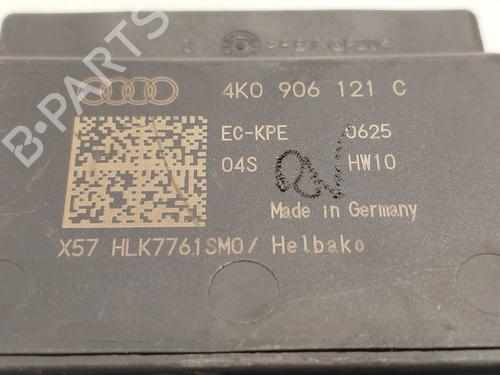 4K0 906 121 C
EC-KPE 0625
04S HW10
Made in Germany
X57 HLK7761SM0/ Helbako
B-PARTS